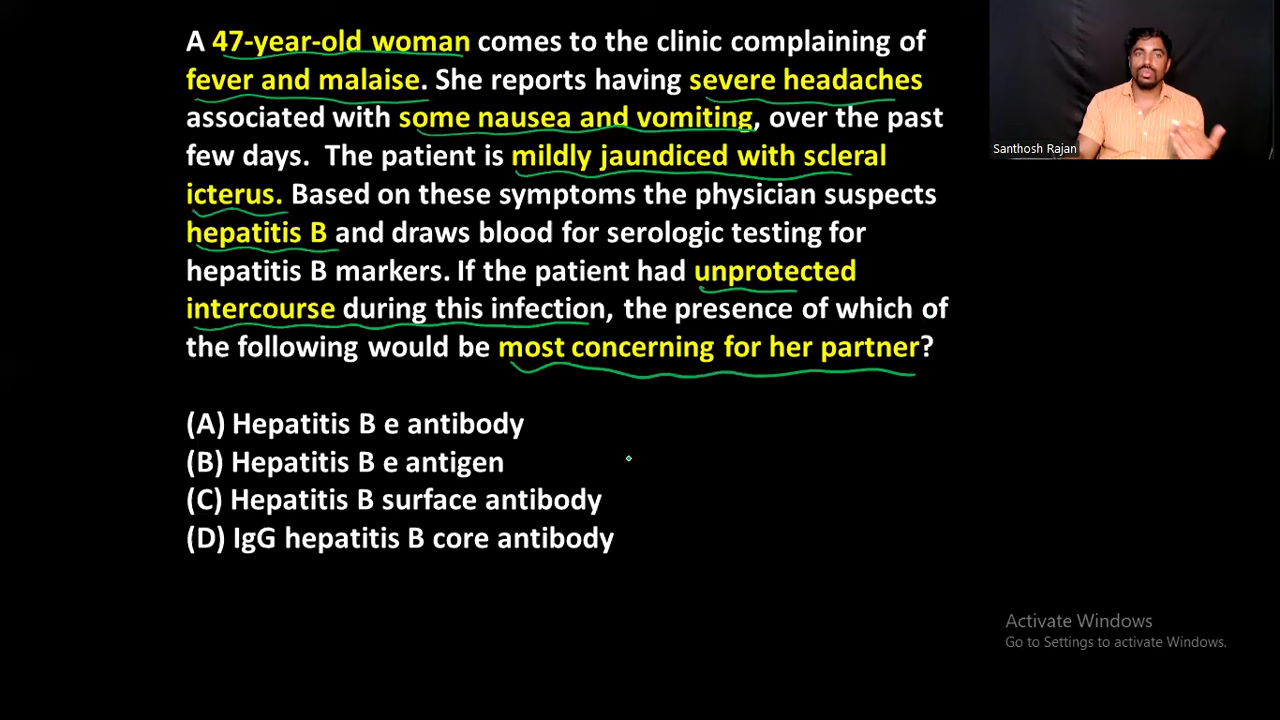 A 47-year-old woman comes to the clinic complaining of
fever and malaise. She reports having severe headaches
associated with some nausea and vomiting, over the past
few days. The patient is mildly jaundiced with scleral
icterus. Based on these symptoms the physician suspects
hepatitis B and draws blood for serologic testing for
hepatitis B markers. If the patient had unprotected
intercourse during this infection, the presence of which of
the following would be most concerning for her partner?
(A) Hepatitis B e antibody
(B) Hepatitis B e antigen
(C) Hepatitis B surface antibody
(D) IgG hepatitis B core antibody
Santhosh Rajan
Activate Windows
Go to Settings to activate Windows.